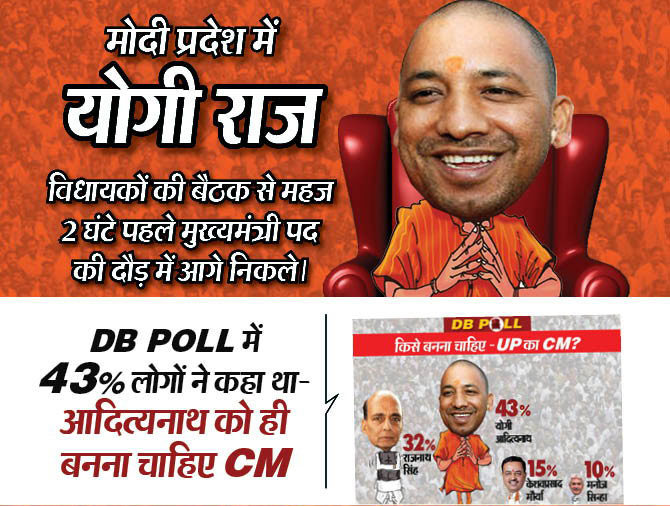 मोदी प्रदेश में
योगी राज
विधायकों की बैठक से महज
2 घंटे पहले मुख्यमंत्री पद
की दौड़ में आगे निकले।
DB POLL में
43% लोगों ने कहा था-
आदित्यनाथ को ही
बनना चाहिए CM
DB POLL
किसे बनना चाहिए - UP का CM?
43%
योगी
आदित्यनाथ
32%
राजनाथ
सिंह
15%
केशवप्रसाद
मौर्या
10%
मनोज
सिन्हा